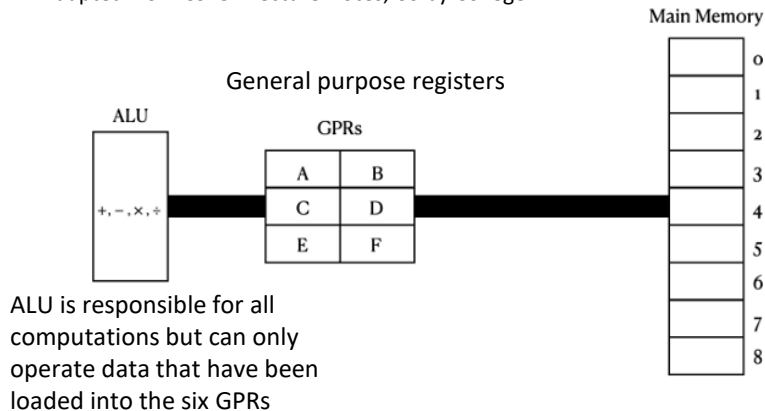 Main Memory
General purpose registers
ALU
GPRs
A B
C D
E F
+, −, ×, ÷
0
1
2
3
4
5
6
7
8
ALU is responsible for all
computations but can only
operate data that have been
loaded into the six GPRs